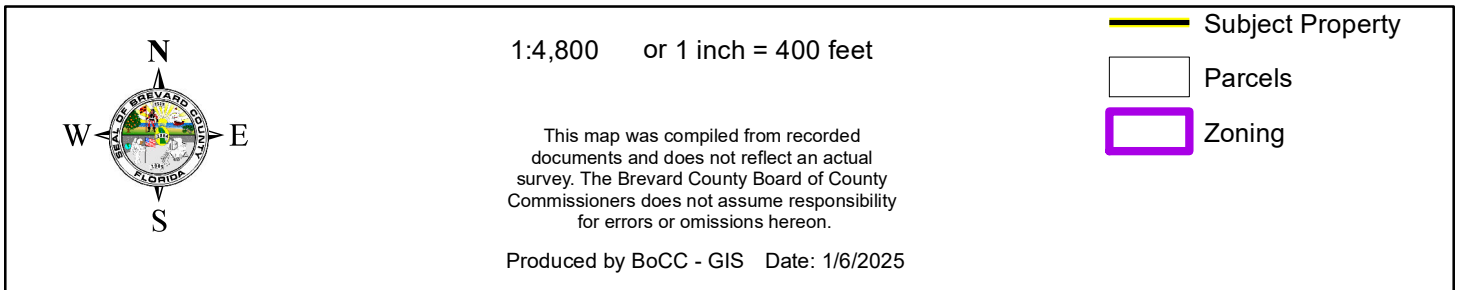 N
W
E
S
SEAL OF BREVARD COUNTY
FLORIDA
1:4,800 or 1 inch = 400 feet
This map was compiled from recorded
documents and does not reflect an actual
survey. The Brevard County Board of County
Commissioners does not assume responsibility
for errors or omissions hereon.
Produced by BoCC - GIS Date: 1/6/2025
Subject Property
Parcels
Zoning